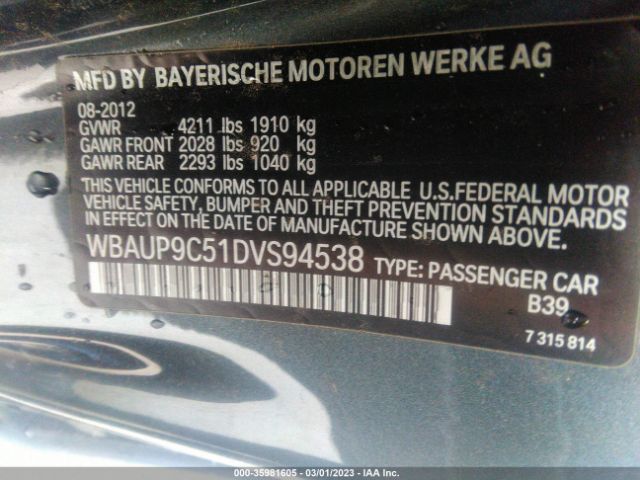 MFD BY BAYERISCHE MOTOREN WERKE AG
08-2012
GVWR 4211 lbs 1910 kg
GAWR FRONT 2028 lbs 920 kg
GAWR REAR 2293 lbs 1040 kg
THIS VEHICLE CONFORMS TO ALL APPLICABLE U.S.FEDERAL MOTOR
VEHICLE SAFETY, BUMPER AND THEFT PREVENTION STANDARDS
IN EFFECT ON THE DATE OF MANUFACTURE SHOWN ABOVE.
WBAUP9C51DVS94538 TYPE: PASSENGER CAR
B39
7 315 814
000-35981605 - 03/01/2023 - IAA Inc.